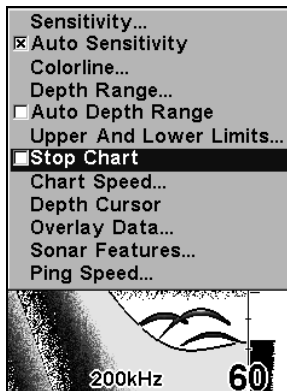 Sensitivity...
Auto Sensitivity
Colorline...
Depth Range...
Auto Depth Range
Upper And Lower Limits...
Stop Chart
Chart Speed...
Depth Cursor
Overlay Data...
Sonar Features...
Ping Speed...
200kHz 60